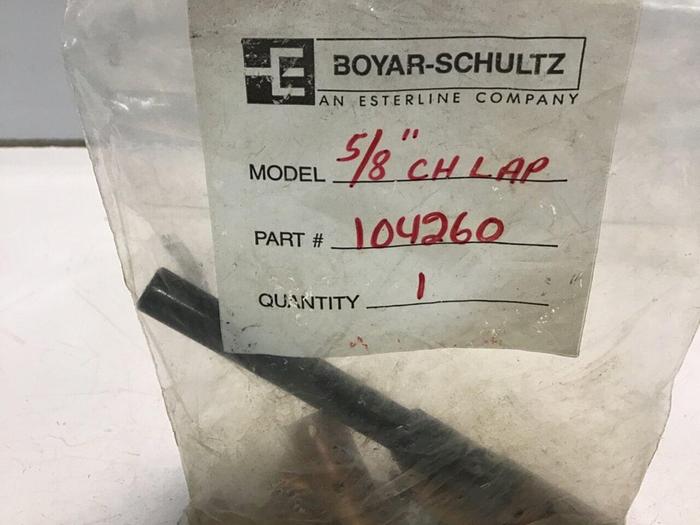 BOYAR-SCHULTZ
AN ESTERLINE COMPANY
MODEL 5/8" CH LAP
PART # 104260
QUANTITY 1